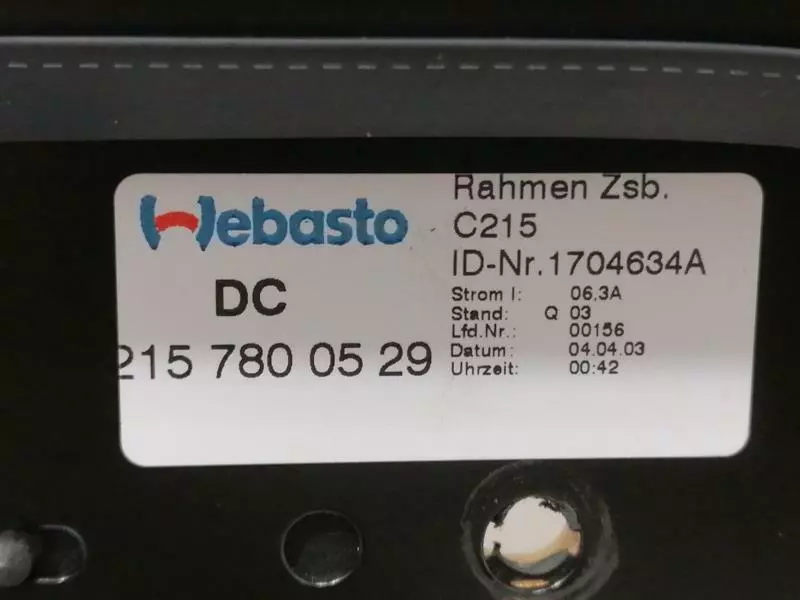 Webasto
DC
215 780 05 29
Rahmen Zsb.
C215
ID-Nr.1704634A
Strom I: 06.3A
Stand: Q 03
Lfd.Nr.: 00156
Datum: 04.04.03
Uhrzeit: 00:42